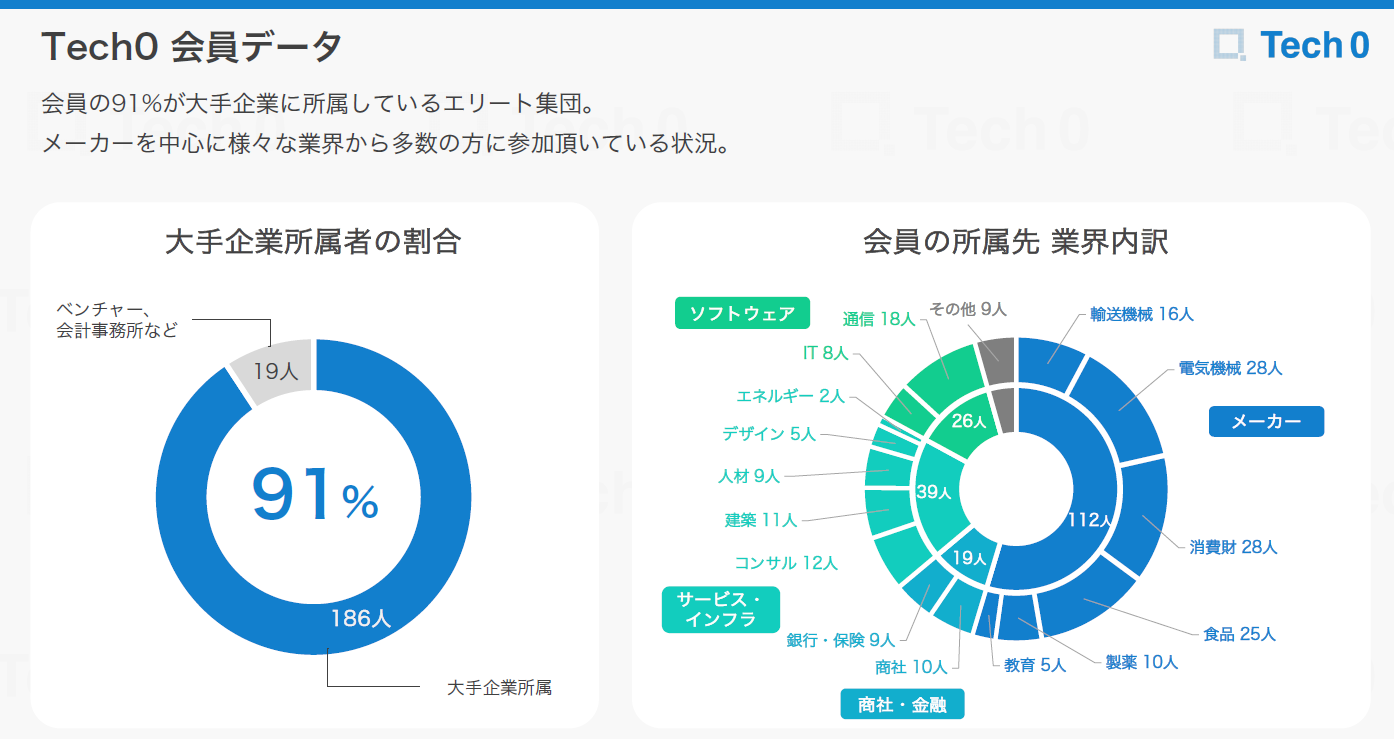 Tech0 会員データ
Tech 0
会員の91%が大手企業に所属しているエリート集団。
メーカーを中心に様々な業界から多数の方に参加頂いている状況。
大手企業所属者の割合
ベンチャー、
会計事務所など
19人
91%
186人
大手企業所属
会員の所属先 業界内訳
ソフトウェア
通信 18人
その他 9人
輸送機械 16人
IT 8人
電気機械 28人
エネルギー 2人
メーカー
26人
デザイン 5人
人材 9人
39人
建築 11人
112人
消費財 28人
コンサル 12人
19人
サービス・
インフラ
銀行・保険 9人
食品 25人
商社 10人
教育 5人
製薬 10人
商社・金融